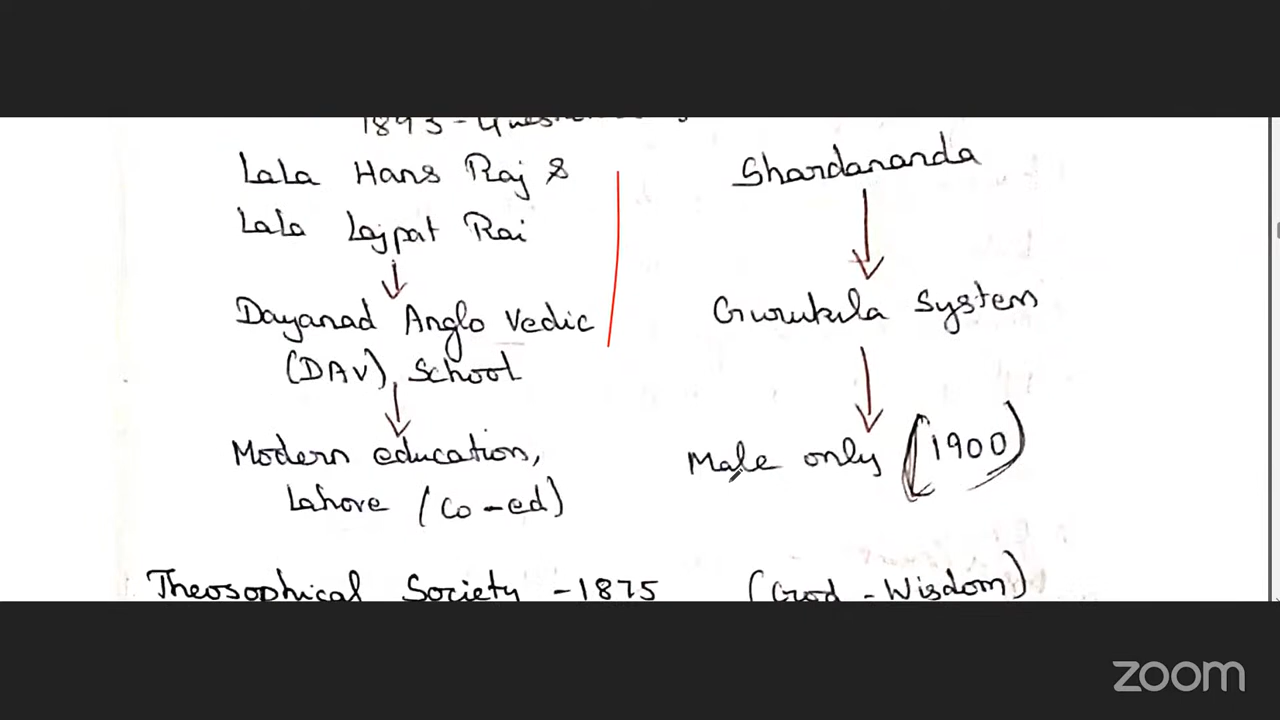 1893 -
Lala Hans Raj &
Lala Lajpat Rai
Dayanad Anglo Vedic
(DAV) School
Modern education,
Lahore (Co-ed)
Shardananda
Gurukula System
Male only (1900)
Theosophical Society - 1875 (God - Wisdom)
zoom